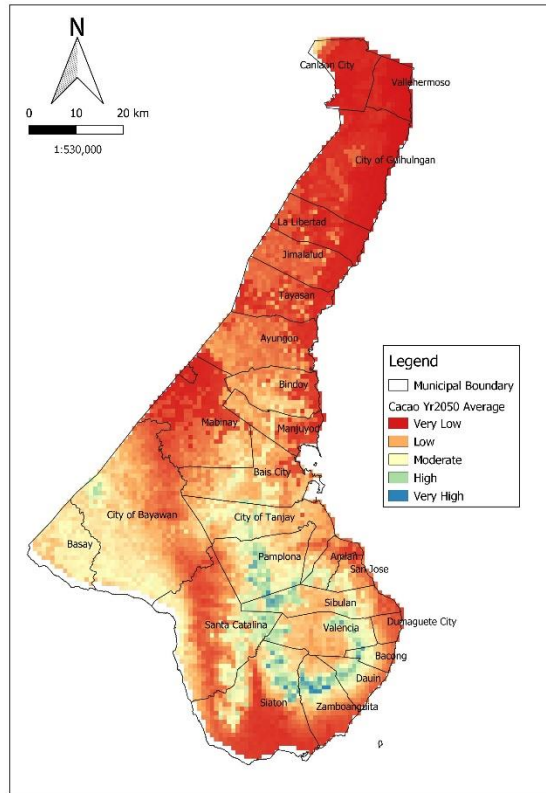 N
0 10 20 km
1:530,000
Canlaon City
Vallehermoso
City of Guihulngan
La Libertad
Jimalalud
Tayasan
Ayungon
Bindoy
Mabinay
Manjuyod
Bais City
City of Bayawan
City of Tanjay
Basay
Pamplona
Amlan
San Jose
Sibulan
Santa Catalina
Valencia
Dumaguete City
Bacong
Dauin
Siaton
Zamboanguita
Legend
Municipal Boundary
Cacao Yr2050 Average
Very Low
Low
Moderate
High
Very High